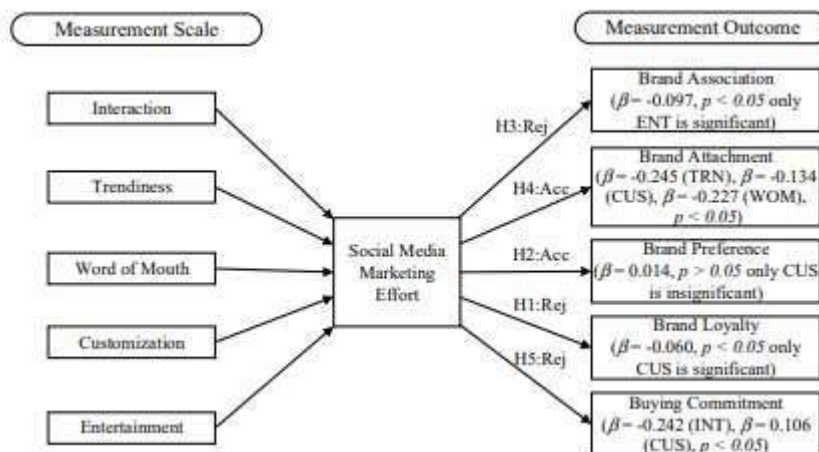 Measurement Scale
Measurement Outcome
Interaction
Trendiness
Word of Mouth
Customization
Entertainment
Social Media
Marketing
Effort
H3:Rej
H4:Acc
H2:Acc
H1:Rej
H5:Rej
Brand Association
(β= -0.097, p < 0.05 only
ENT is significant)
Brand Attachment
(β= -0.245 (TRN), β= -0.134
(CUS), β= -0.227 (WOM),
p < 0.05)
Brand Preference
(β= 0.014, p > 0.05 only CUS
is insignificant)
Brand Loyalty
(β= -0.060, p < 0.05 only
CUS is significant)
Buying Commitment
(β= -0.242 (INT), β= 0.106
(CUS), p < 0.05)